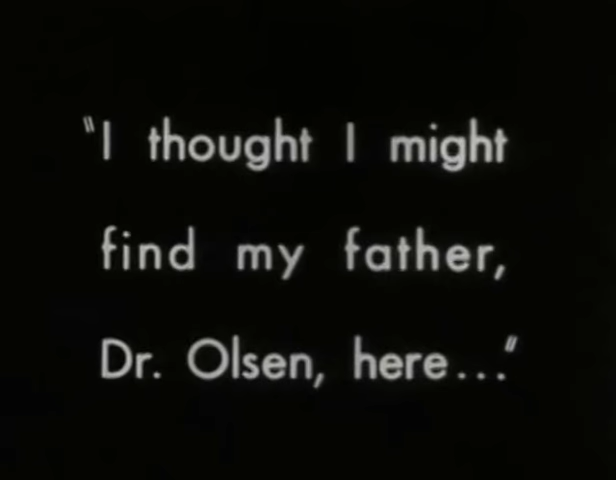 "I thought I might
find my father,
Dr. Olsen, here..."